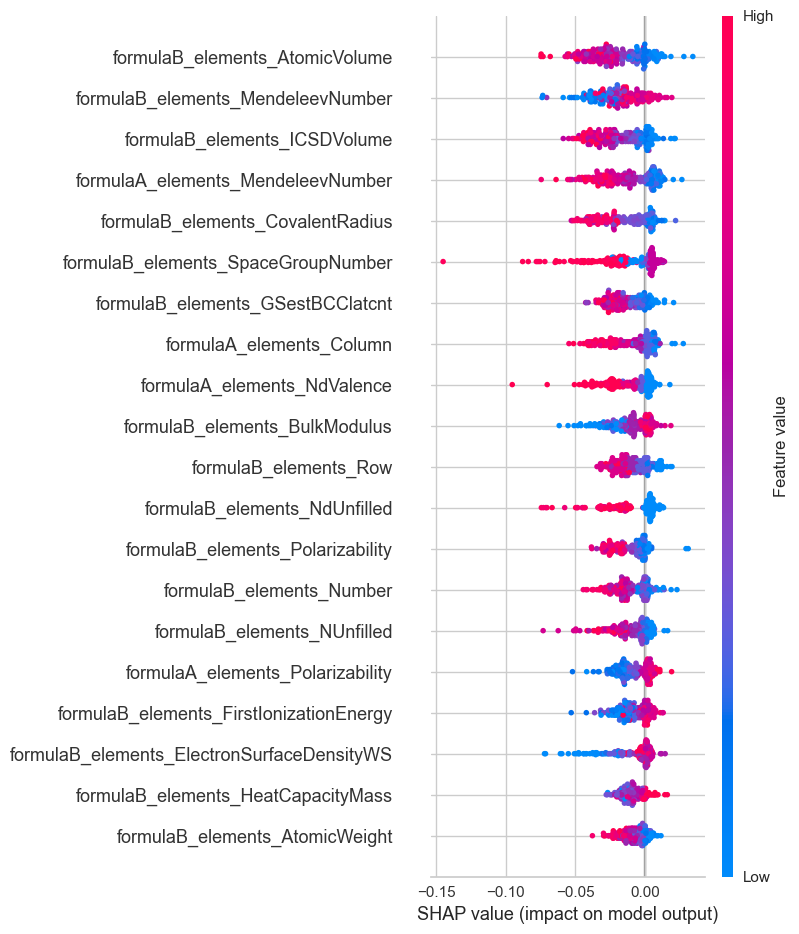 High
formulaB_elements_AtomicVolume
formulaB_elements_MendeleevNumber
formulaB_elements_ICSDVolume
formulaA_elements_MendeleevNumber
formulaB_elements_CovalentRadius
formulaB_elements_SpaceGroupNumber
formulaB_elements_GSestBCClatcnt
formulaA_elements_Column
formulaA_elements_NdValence
formulaB_elements_BulkModulus
formulaB_elements_Row
formulaB_elements_NdUnfilled
formulaB_elements_Polarizability
formulaB_elements_Number
formulaB_elements_NUnfilled
formulaA_elements_Polarizability
formulaB_elements_FirstIonizationEnergy
formulaB_elements_ElectronSurfaceDensityWS
formulaB_elements_HeatCapacityMass
formulaB_elements_AtomicWeight
Feature value
Low
−0.15 −0.10 −0.05 0.00
SHAP value (impact on model output)